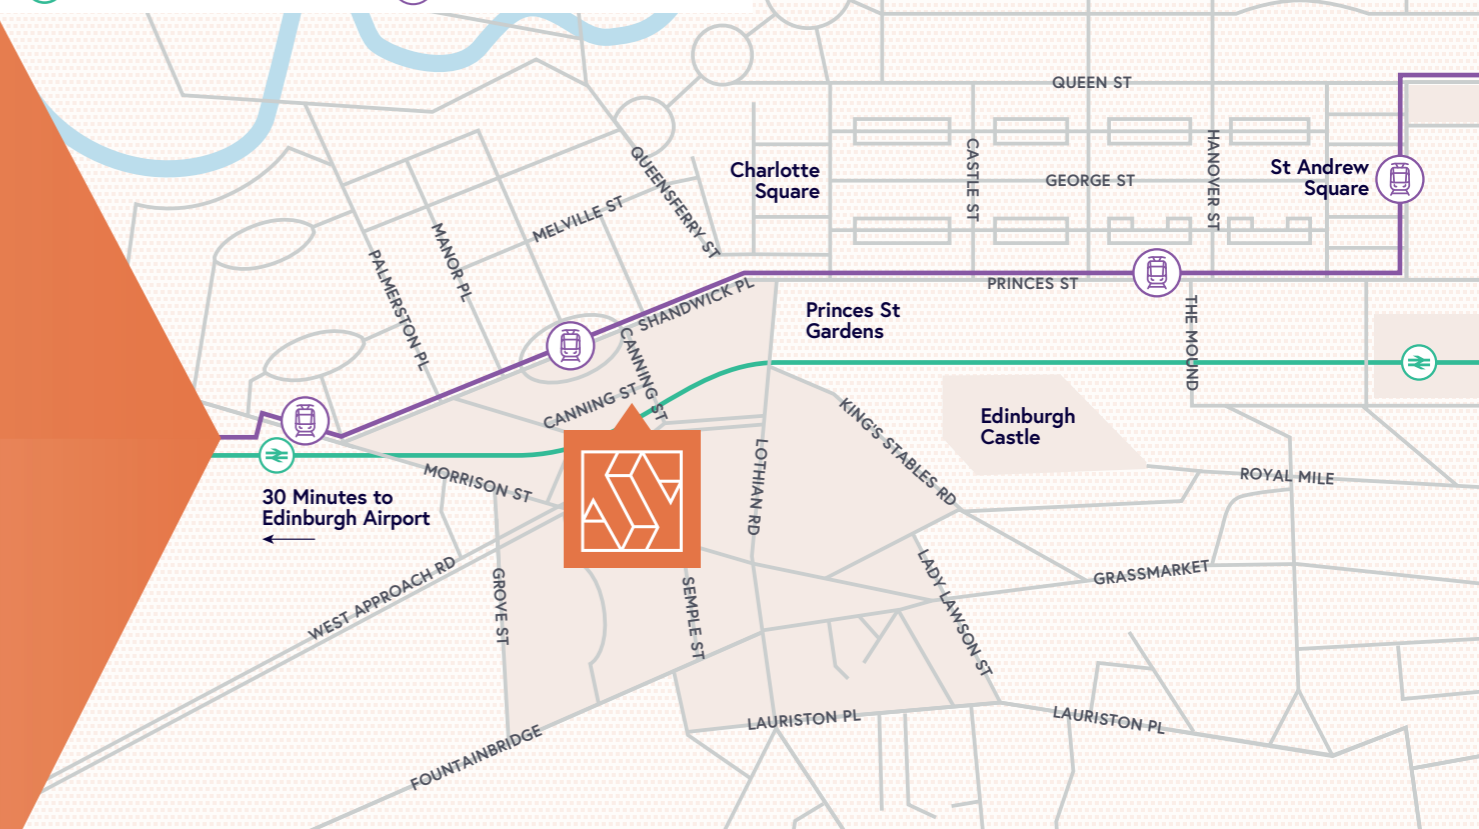 QUEEN ST
CASTLE ST
HANOVER ST
QUEENSFERRY ST
Charlotte
Square
GEORGE ST
St Andrew
Square
MELVILLE ST
MANOR PL
PALMERSTON PL
SHANDWICK PL
PRINCES ST
Princes St
Gardens
THE MOUND
CANNING ST
CANNING ST
KING'S STABLES RD
Edinburgh
Castle
LOTHIAN RD
MORRISON ST
ROYAL MILE
30 Minutes to
Edinburgh Airport
WEST APPROACH RD
GROVE ST
SEMPLE ST
LADY LAWSON ST
GRASSMARKET
FOUNTAINBRIDGE
LAURISTON PL
LAURISTON PL